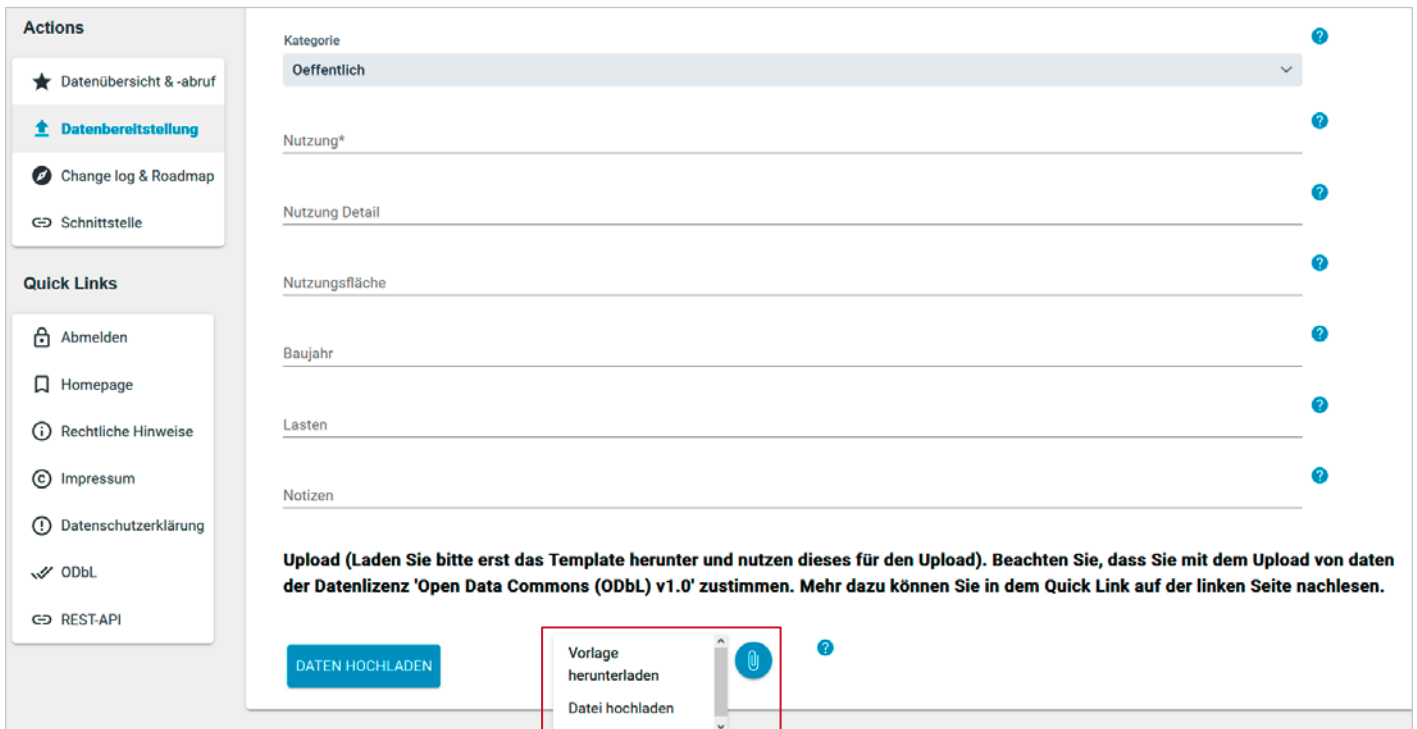 Actions
Datenübersicht & -abruf
Datenbereitstellung
Change log & Roadmap
Schnittstelle
Quick Links
Abmelden
Homepage
Rechtliche Hinweise
Impressum
Datenschutzerklärung
ODbL
REST-API
Kategorie
Oeffentlich
Nutzung*
Nutzung Detail
Nutzungsfläche
Baujahr
Lasten
Notizen
Upload (Laden Sie bitte erst das Template herunter und nutzen dieses für den Upload). Beachten Sie, dass Sie mit dem Upload von daten
der Datenlizenz 'Open Data Commons (ODbL) v1.0' zustimmen. Mehr dazu können Sie in dem Quick Link auf der linken Seite nachlesen.
DATEN HOCHLADEN
Vorlage
herunterladen
Datei hochladen